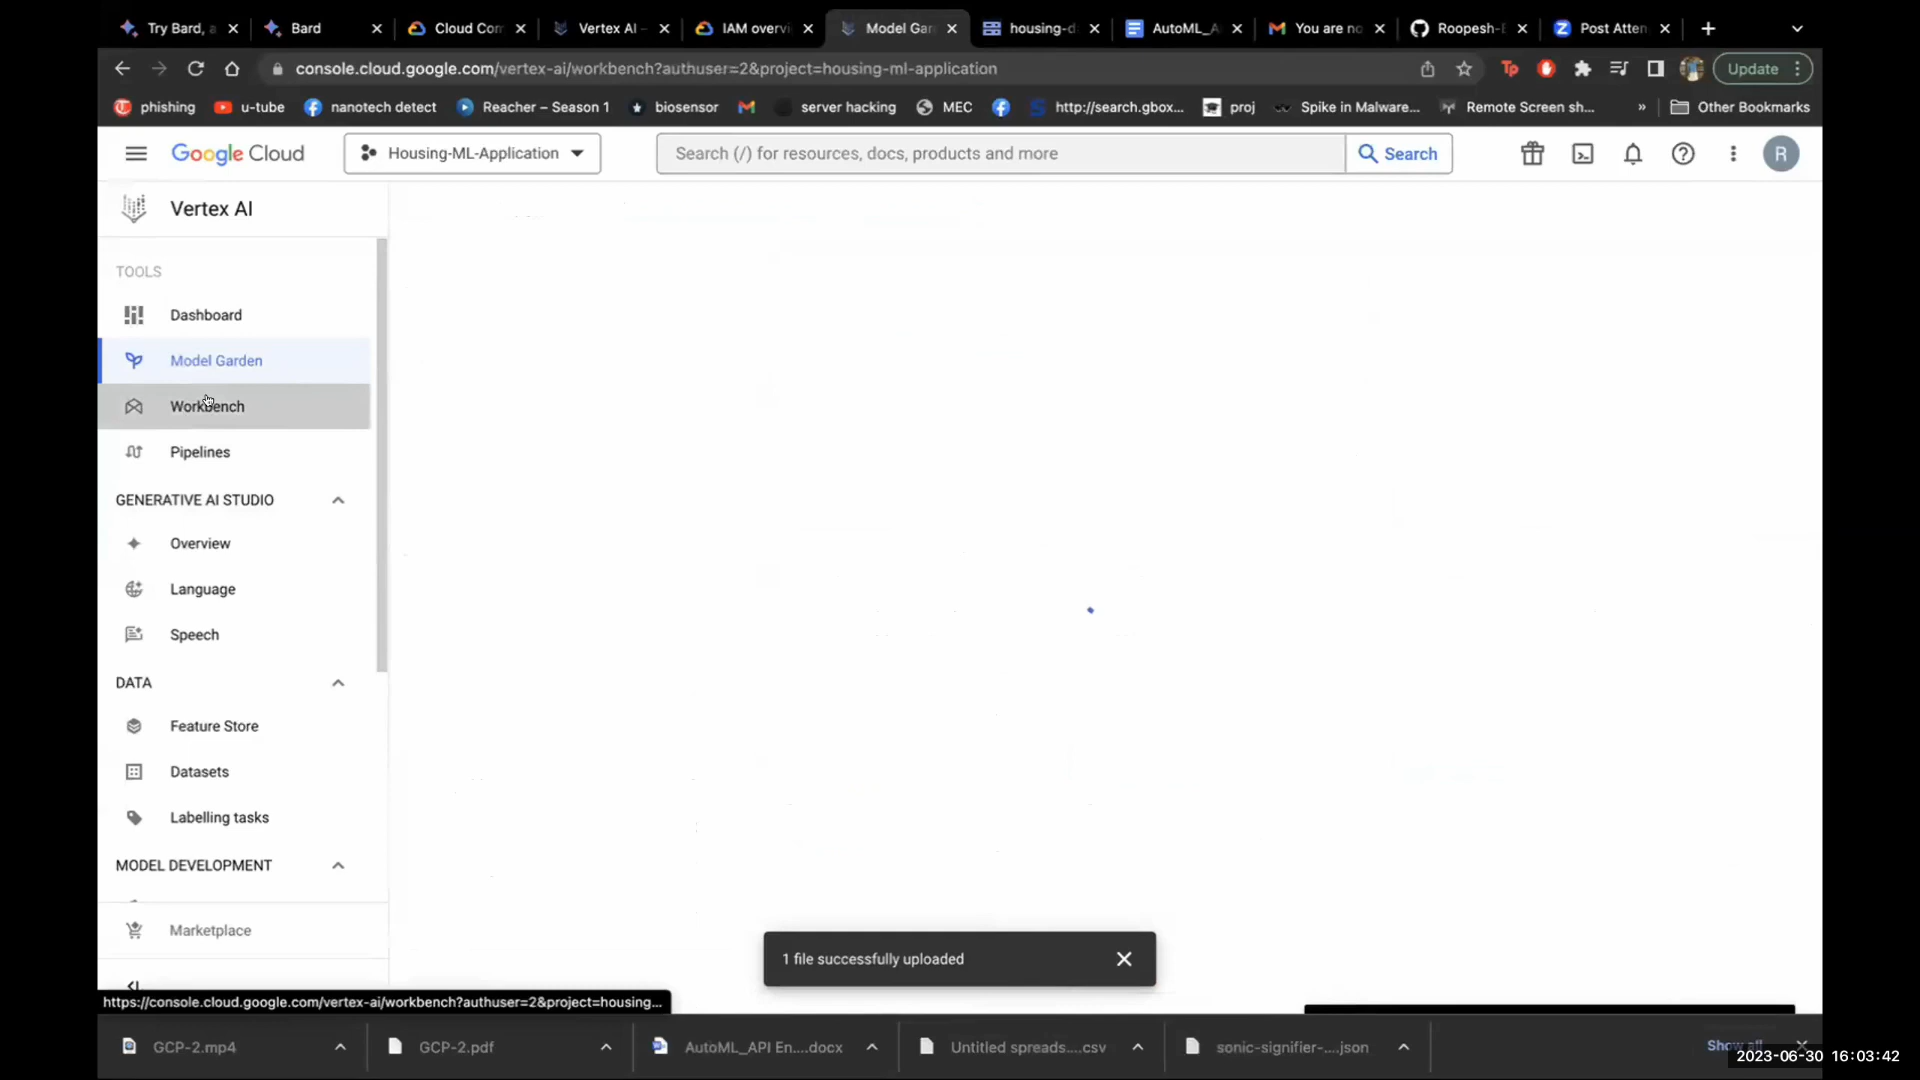 Try Bard, a
Bard
Cloud Com
Vertex AI –
IAM overvi
Model Gar
housing-d
AutoML_A
You are no
Roopesh-E
Post Atten
console.cloud.google.com/vertex-ai/workbench?authuser=2&project=housing-ml-application
Update
phishing
u-tube
nanotech detect
Reacher – Season 1
biosensor
server hacking
MEC
http://search.gbox...
proj
Spike in Malware...
Remote Screen sh...
»
Other Bookmarks
Google Cloud
Housing-ML-Application
Search (/) for resources, docs, products and more
Search
R
Vertex AI
TOOLS
Dashboard
Model Garden
Workbench
Pipelines
GENERATIVE AI STUDIO
Overview
Language
Speech
DATA
Feature Store
Datasets
Labelling tasks
MODEL DEVELOPMENT
Marketplace
1 file successfully uploaded
https://console.cloud.google.com/vertex-ai/workbench?authuser=2&project=housing...
GCP-2.mp4
GCP-2.pdf
AutoML_API En....docx
Untitled spreads....csv
sonic-signifier-....json
Show all
2023-06-30 16:03:42